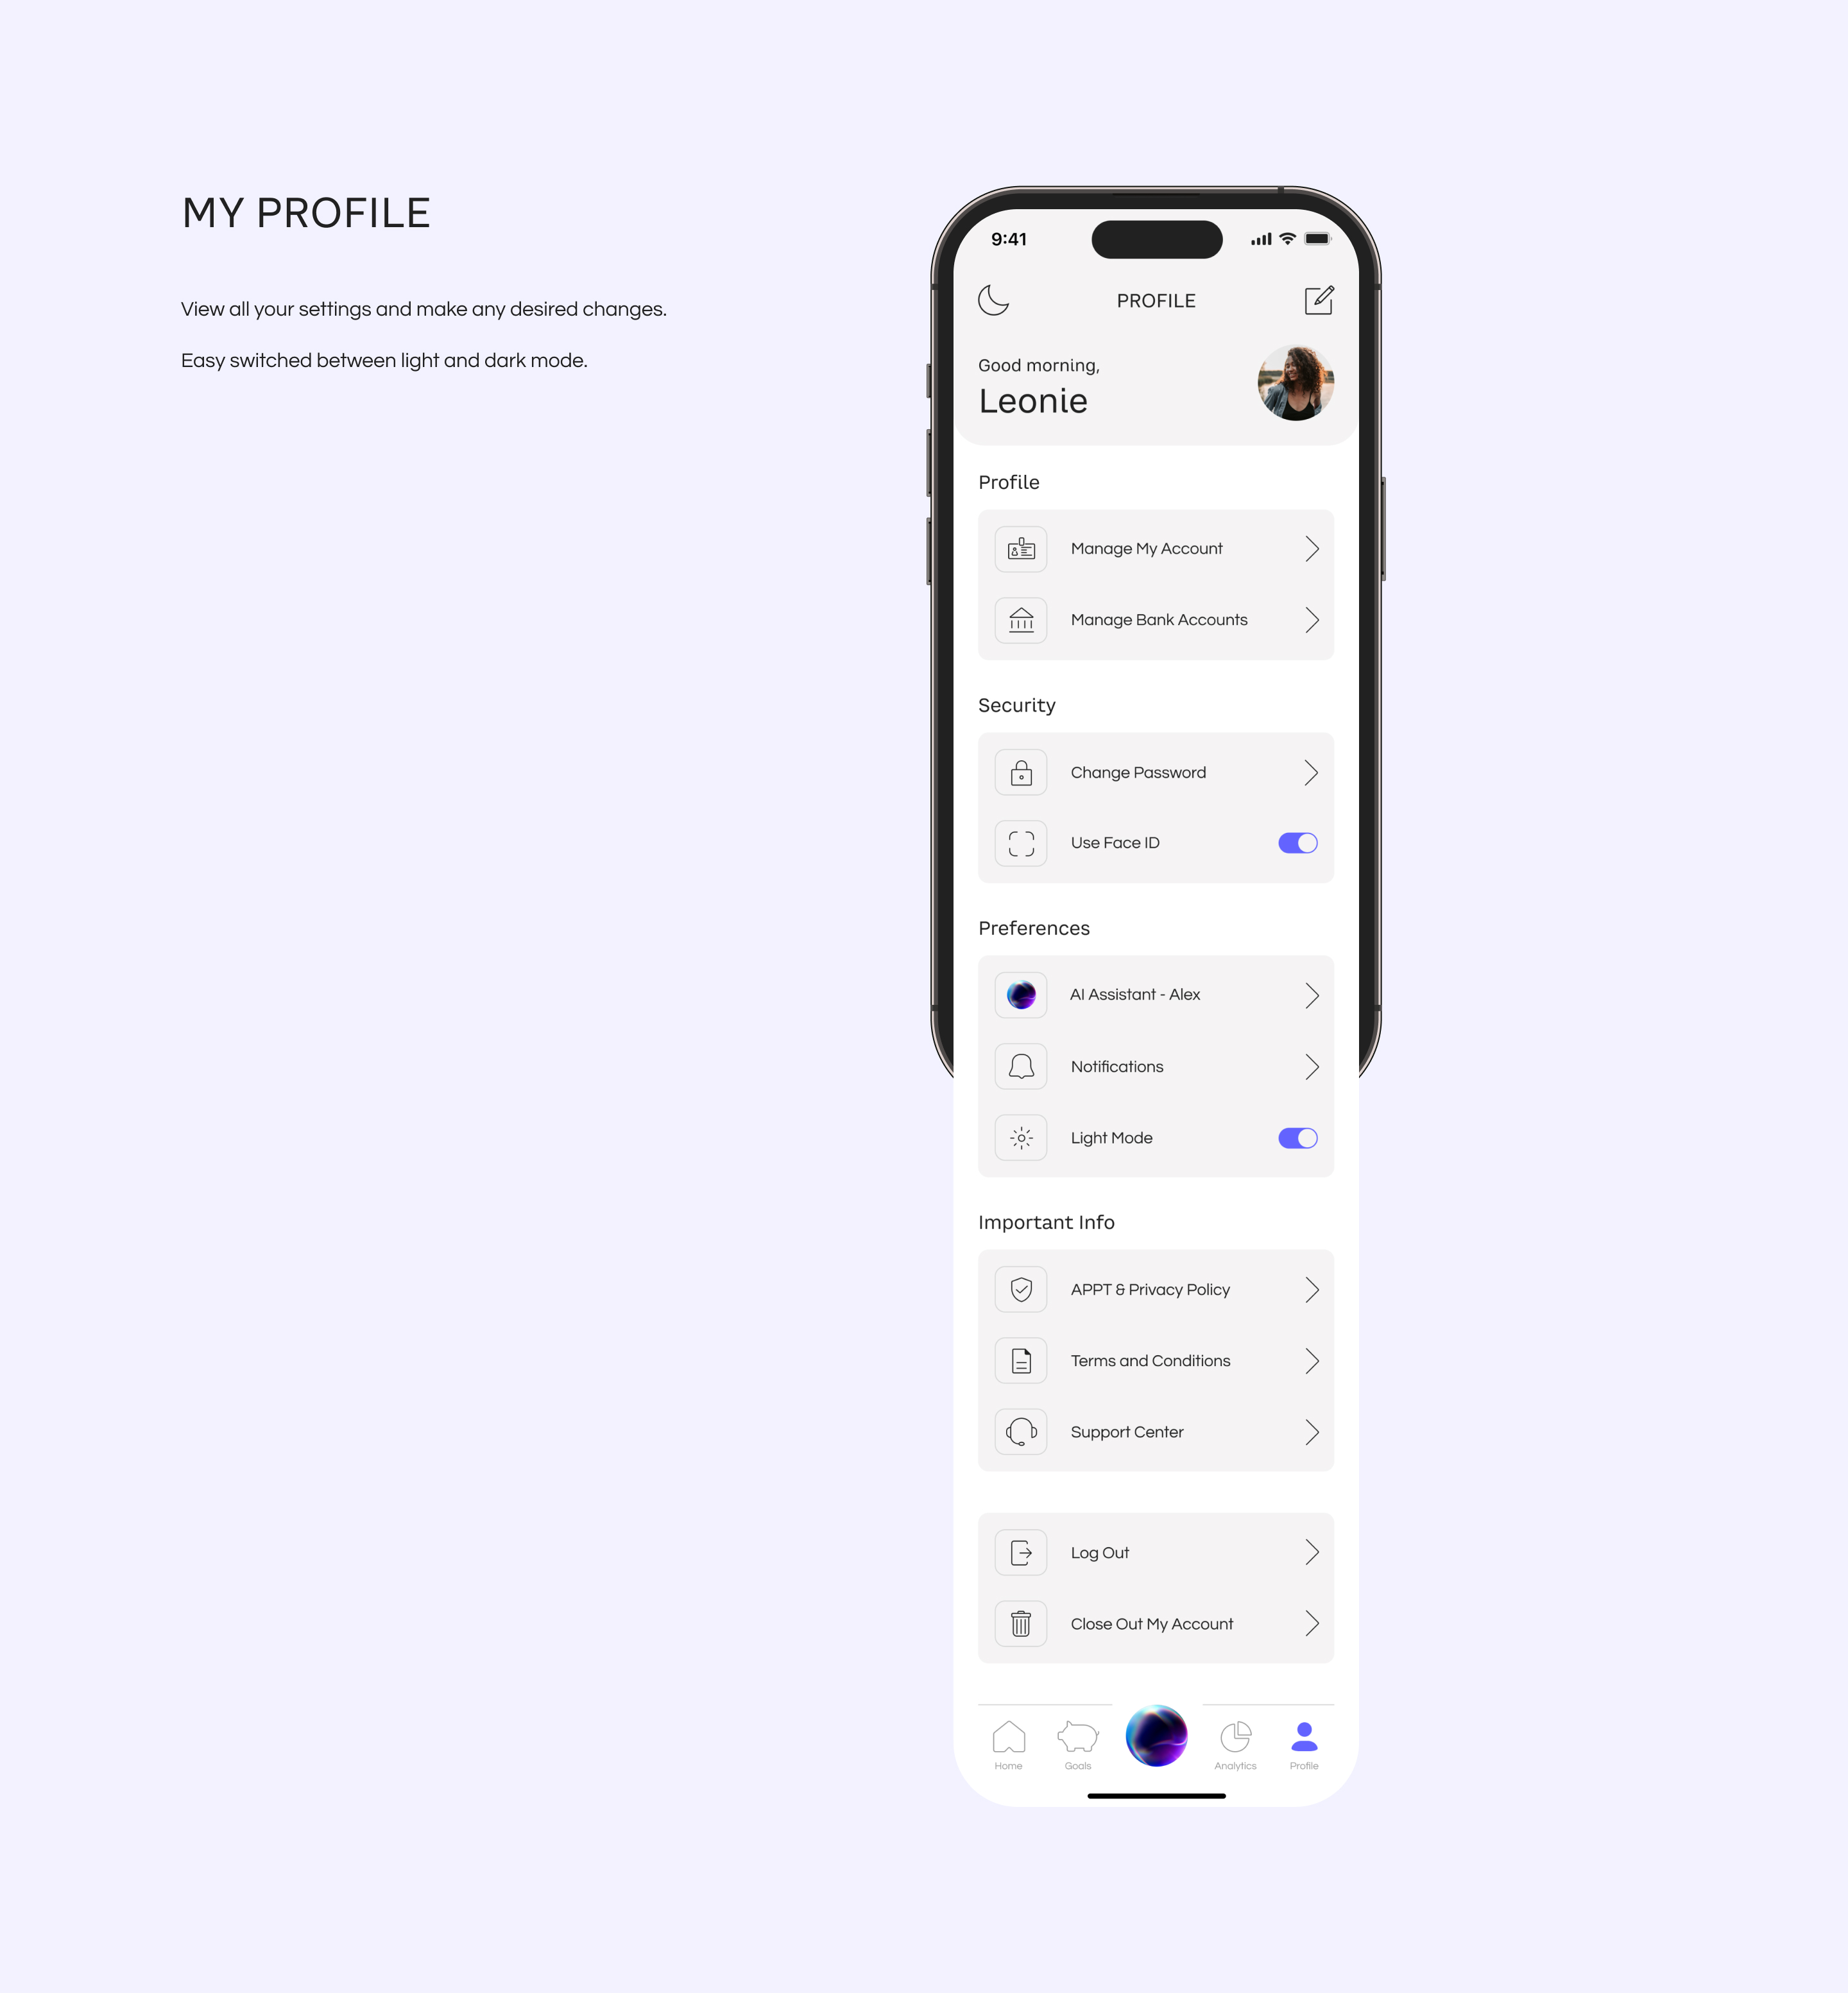 MY PROFILE
View all your settings and make any desired changes.
Easy switched between light and dark mode.
9:41
PROFILE
Good morning,
Leonie
Profile
Manage My Account
Manage Bank Accounts
Security
Change Password
Use Face ID
Preferences
AI Assistant - Alex
Notifications
Light Mode
Important Info
APPT & Privacy Policy
Terms and Conditions
Support Center
Log Out
Close Out My Account
Home
Goals
Analytics
Profile